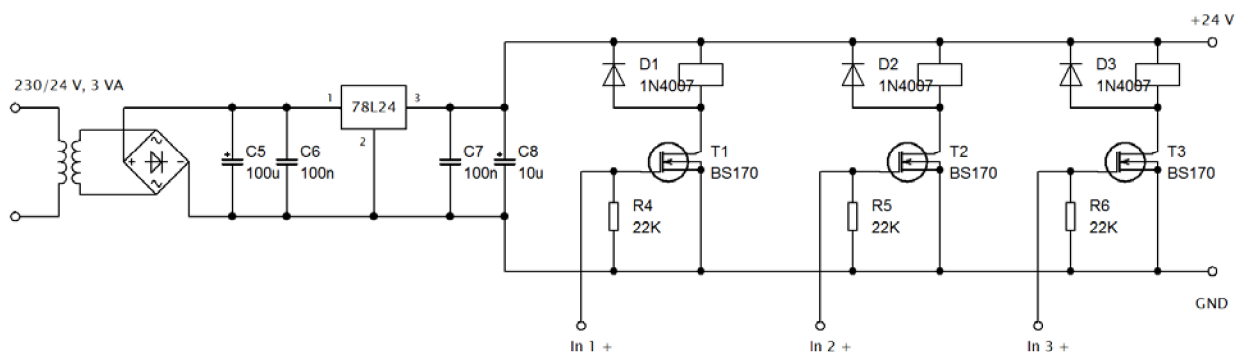 +24 V
230/24 V, 3 VA
D1
1N4007
D2
1N4007
D3
1N4007
1
78L24
3
2
C5
100u
C6
100n
C7
100n
C8
10u
T1
BS170
T2
BS170
T3
BS170
R4
22K
R5
22K
R6
22K
GND
In 1 +
In 2 +
In 3 +